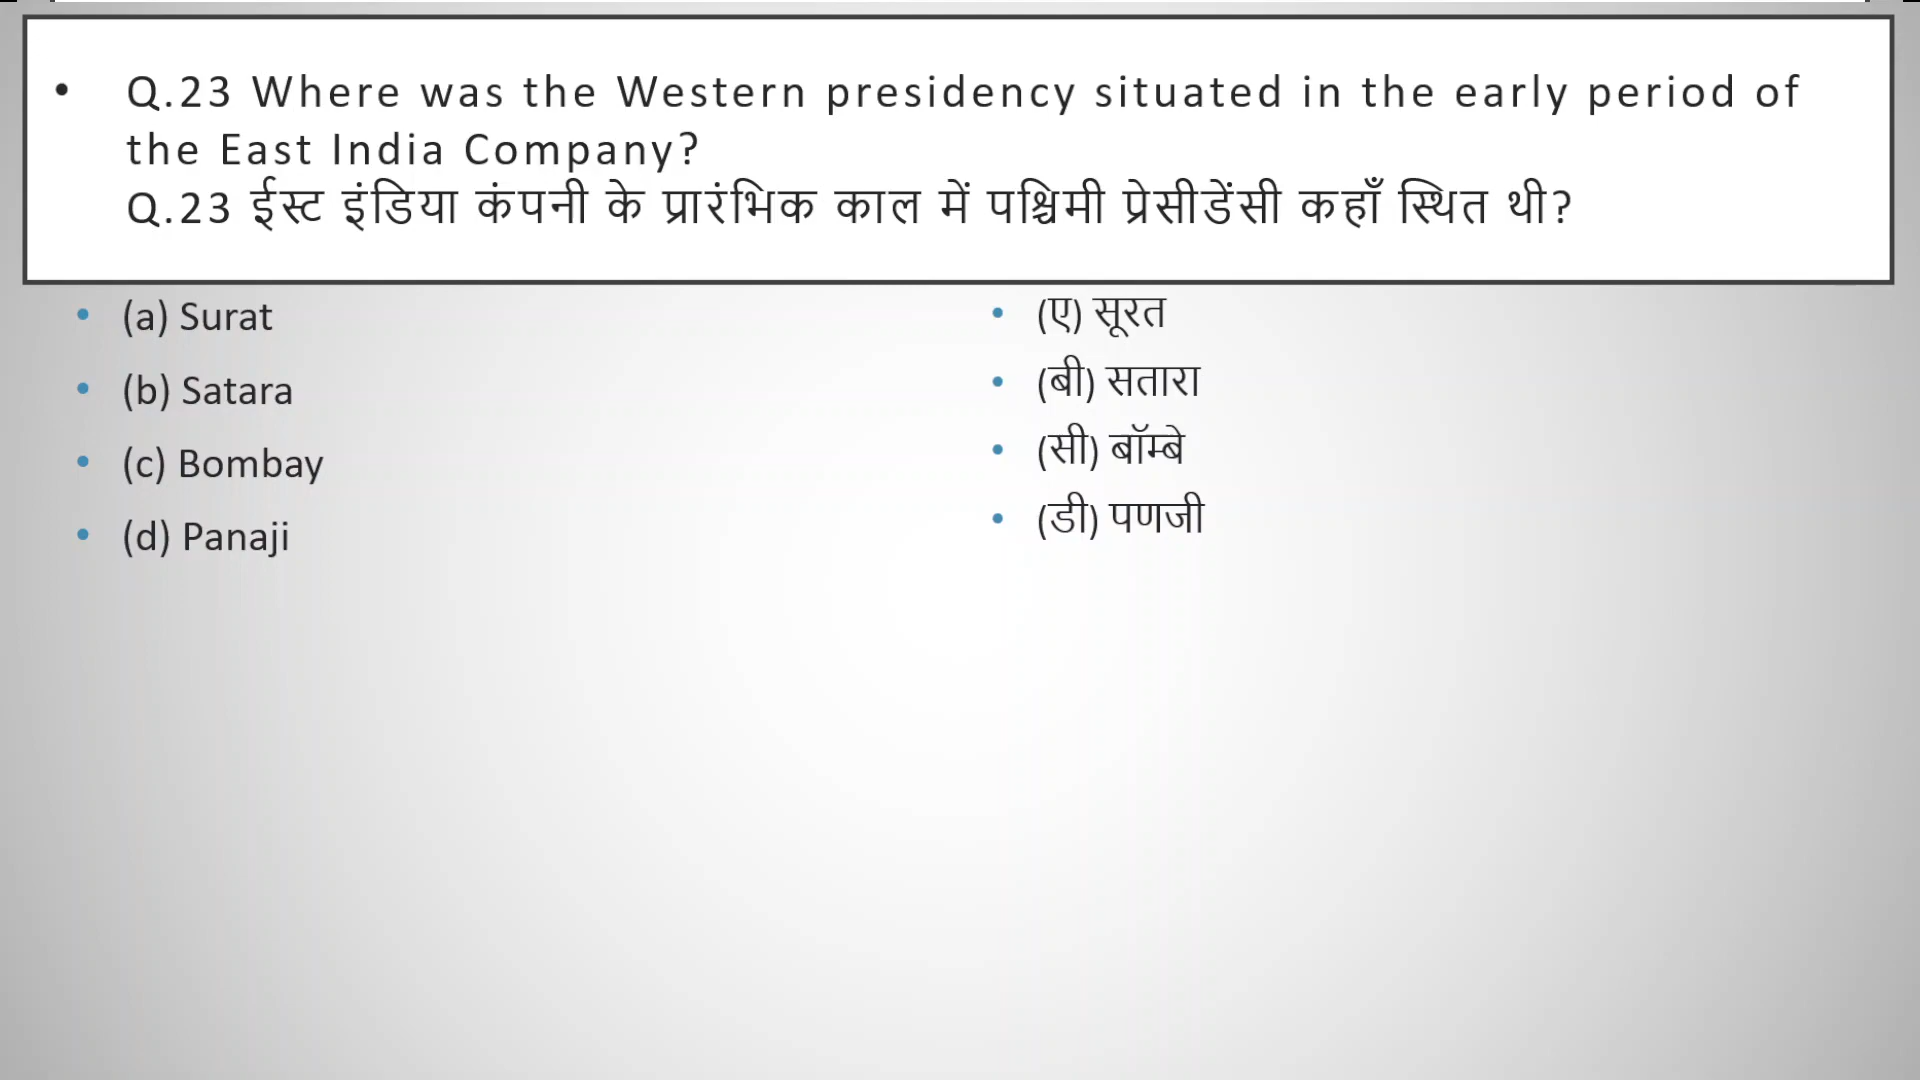 • Q.23 Where was the Western presidency situated in the early period of
the East India Company?
Q.23 ईस्ट इंडिया कंपनी के प्रारंभिक काल में पश्चिमी प्रेसीडेंसी कहाँ स्थित थी?
• (a) Surat
• (b) Satara
• (c) Bombay
• (d) Panaji
• (ए) सूरत
• (बी) सतारा
• (सी) बॉम्बे
• (डी) पणजी